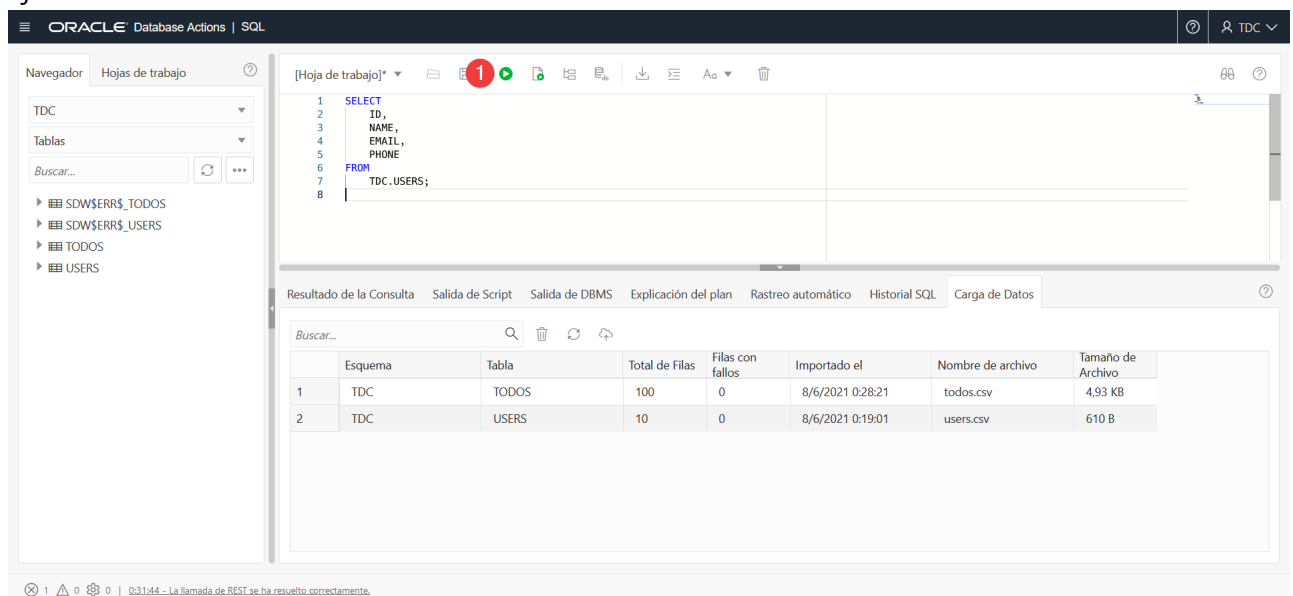 ORACLE Database Actions | SQL
TDC
Navegador Hojas de trabajo
TDC
Tablas
Buscar...
SDW$ERR$_TODOS
SDW$ERR$_USERS
TODOS
USERS
[Hoja de trabajo]* 1 Aa
1 SELECT
2 ID,
3 NAME,
4 EMAIL,
5 PHONE
6 FROM
7 TDC.USERS;
8
Resultado de la Consulta Salida de Script Salida de DBMS Explicación del plan Rastreo automático Historial SQL Carga de Datos
Buscar...
Esquema Tabla Total de Filas Filas con fallos Importado el Nombre de archivo Tamaño de Archivo
1 TDC TODOS 100 0 8/6/2021 0:28:21 todos.csv 4,93 KB
2 TDC USERS 10 0 8/6/2021 0:19:01 users.csv 610 B
1 0 0 | 0:31:44 - La llamada de REST se ha resuelto correctamente.